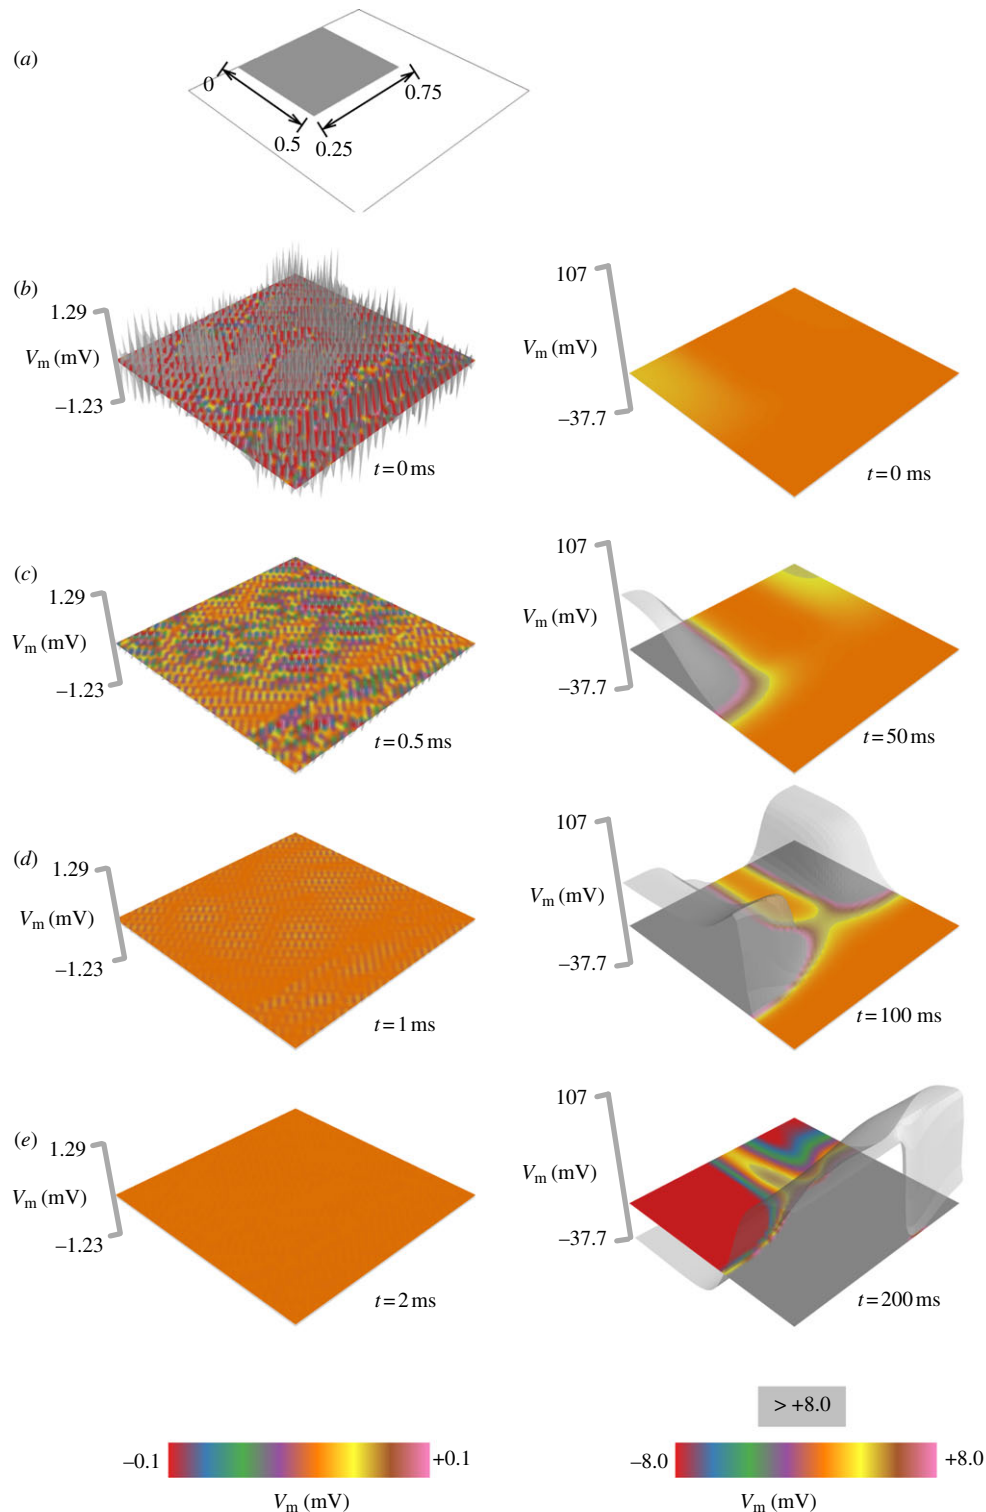 (a)
0
0.75
0.5 0.25
(b)
1.29
Vm (mV)
−1.23
t = 0 ms
107
Vm (mV)
−37.7
t = 0 ms
(c)
1.29
Vm (mV)
−1.23
t = 0.5 ms
107
Vm (mV)
−37.7
t = 50 ms
(d)
1.29
Vm (mV)
−1.23
t = 1 ms
107
Vm (mV)
−37.7
t = 100 ms
(e)
1.29
Vm (mV)
−1.23
t = 2 ms
107
Vm (mV)
−37.7
t = 200 ms
> +8.0
−0.1 +0.1
Vm (mV)
−8.0 +8.0
Vm (mV)